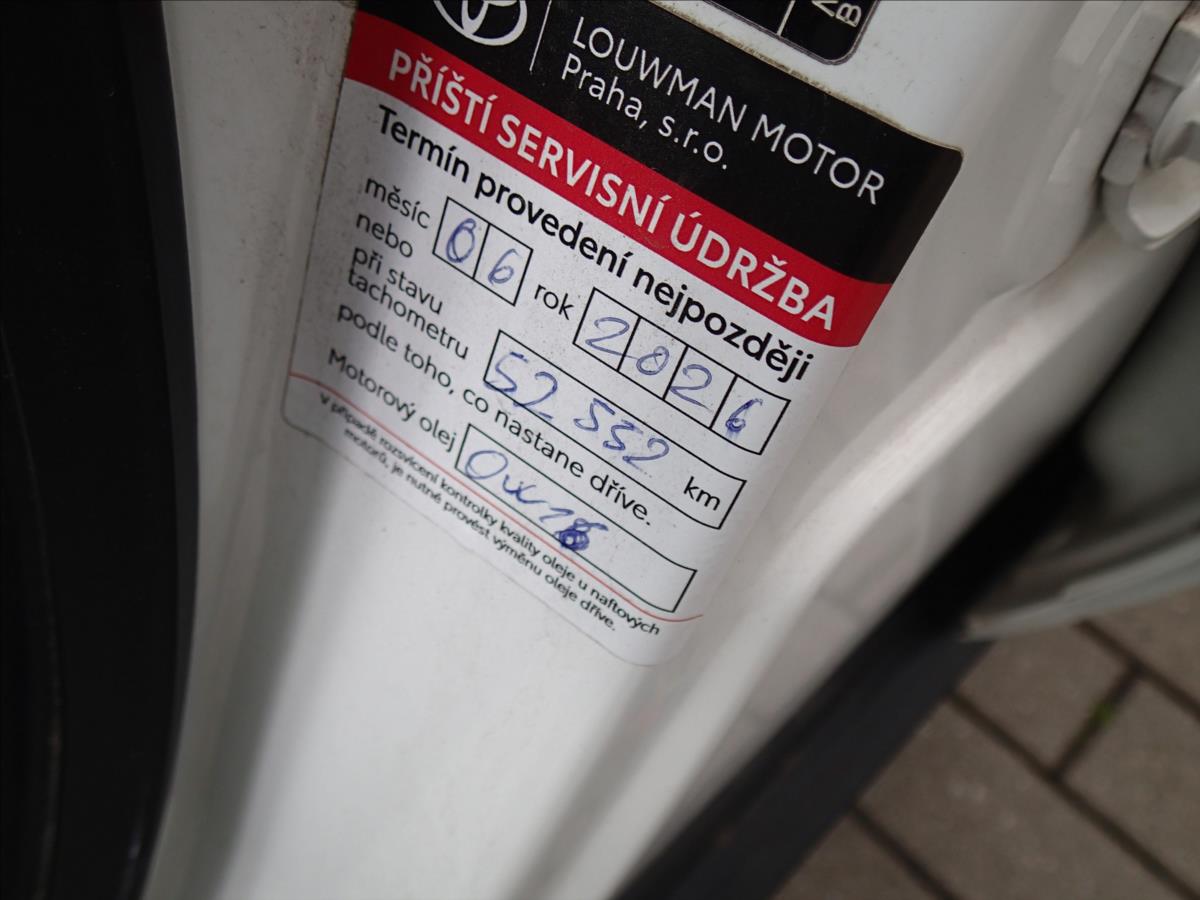 LOUWMAN MOTOR
Praha, s.r.o.
PŘÍŠTÍ SERVISNÍ ÚDRŽBA
Termín provedení nejpozději
měsíc 06 rok 2026
nebo
při stavu
tachometru 52 552 km
podle toho, co nastane dříve.
Motorový olej
V případě rozsvícení kontrolky kvality oleje u naftových
motorů, je nutné provést výměnu oleje dříve.